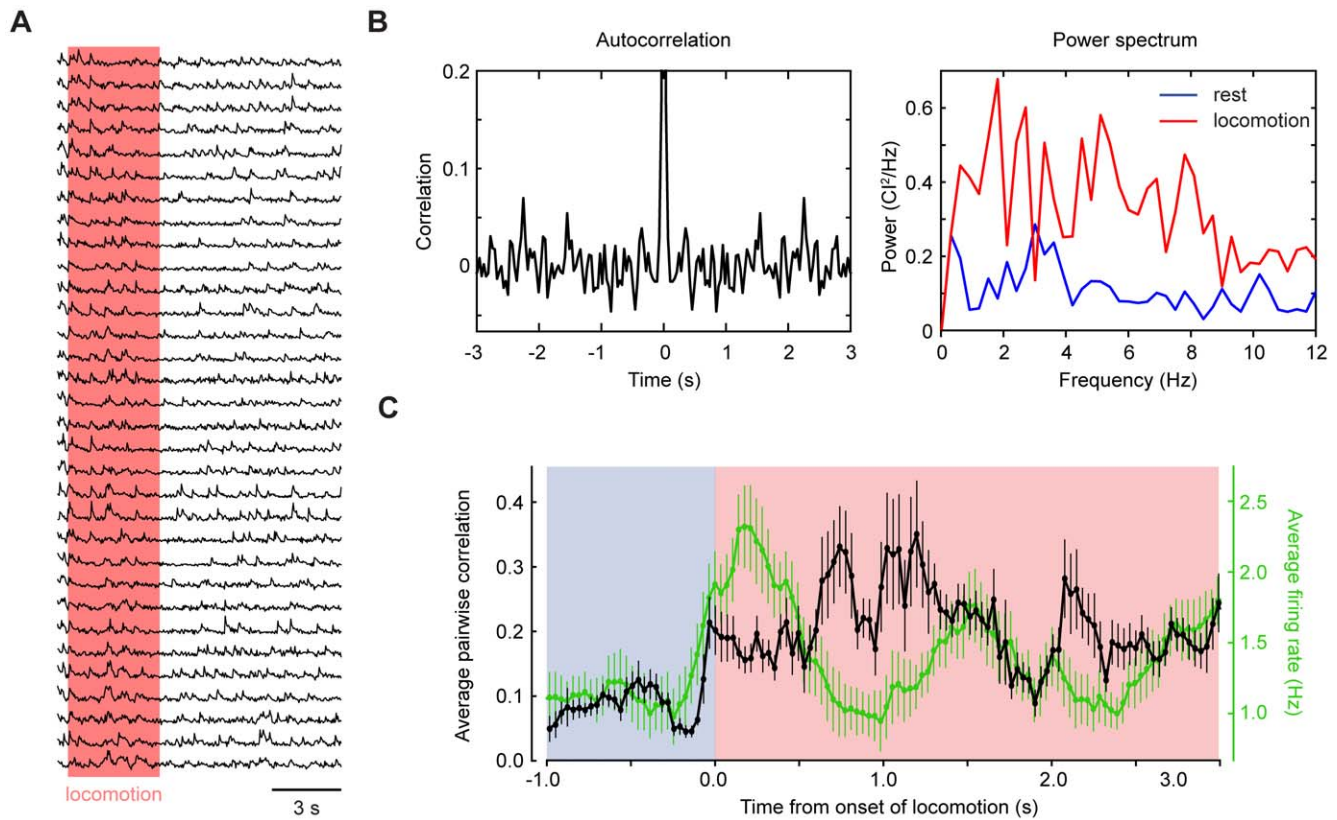 A
locomotion
3 s
B
Autocorrelation
Correlation
0.2
0.1
0
-3 -2 -1 0 1 2 3
Time (s)
Power spectrum
rest
locomotion
Power (CI²/Hz)
0.6
0.4
0.2
0
0 2 4 6 8 10 12
Frequency (Hz)
C
Average pairwise correlation
0.4
0.3
0.2
0.1
0.0
-1.0 0.0 1.0 2.0 3.0
Time from onset of locomotion (s)
2.5
2.0
1.5
1.0
Average firing rate
(Hz)